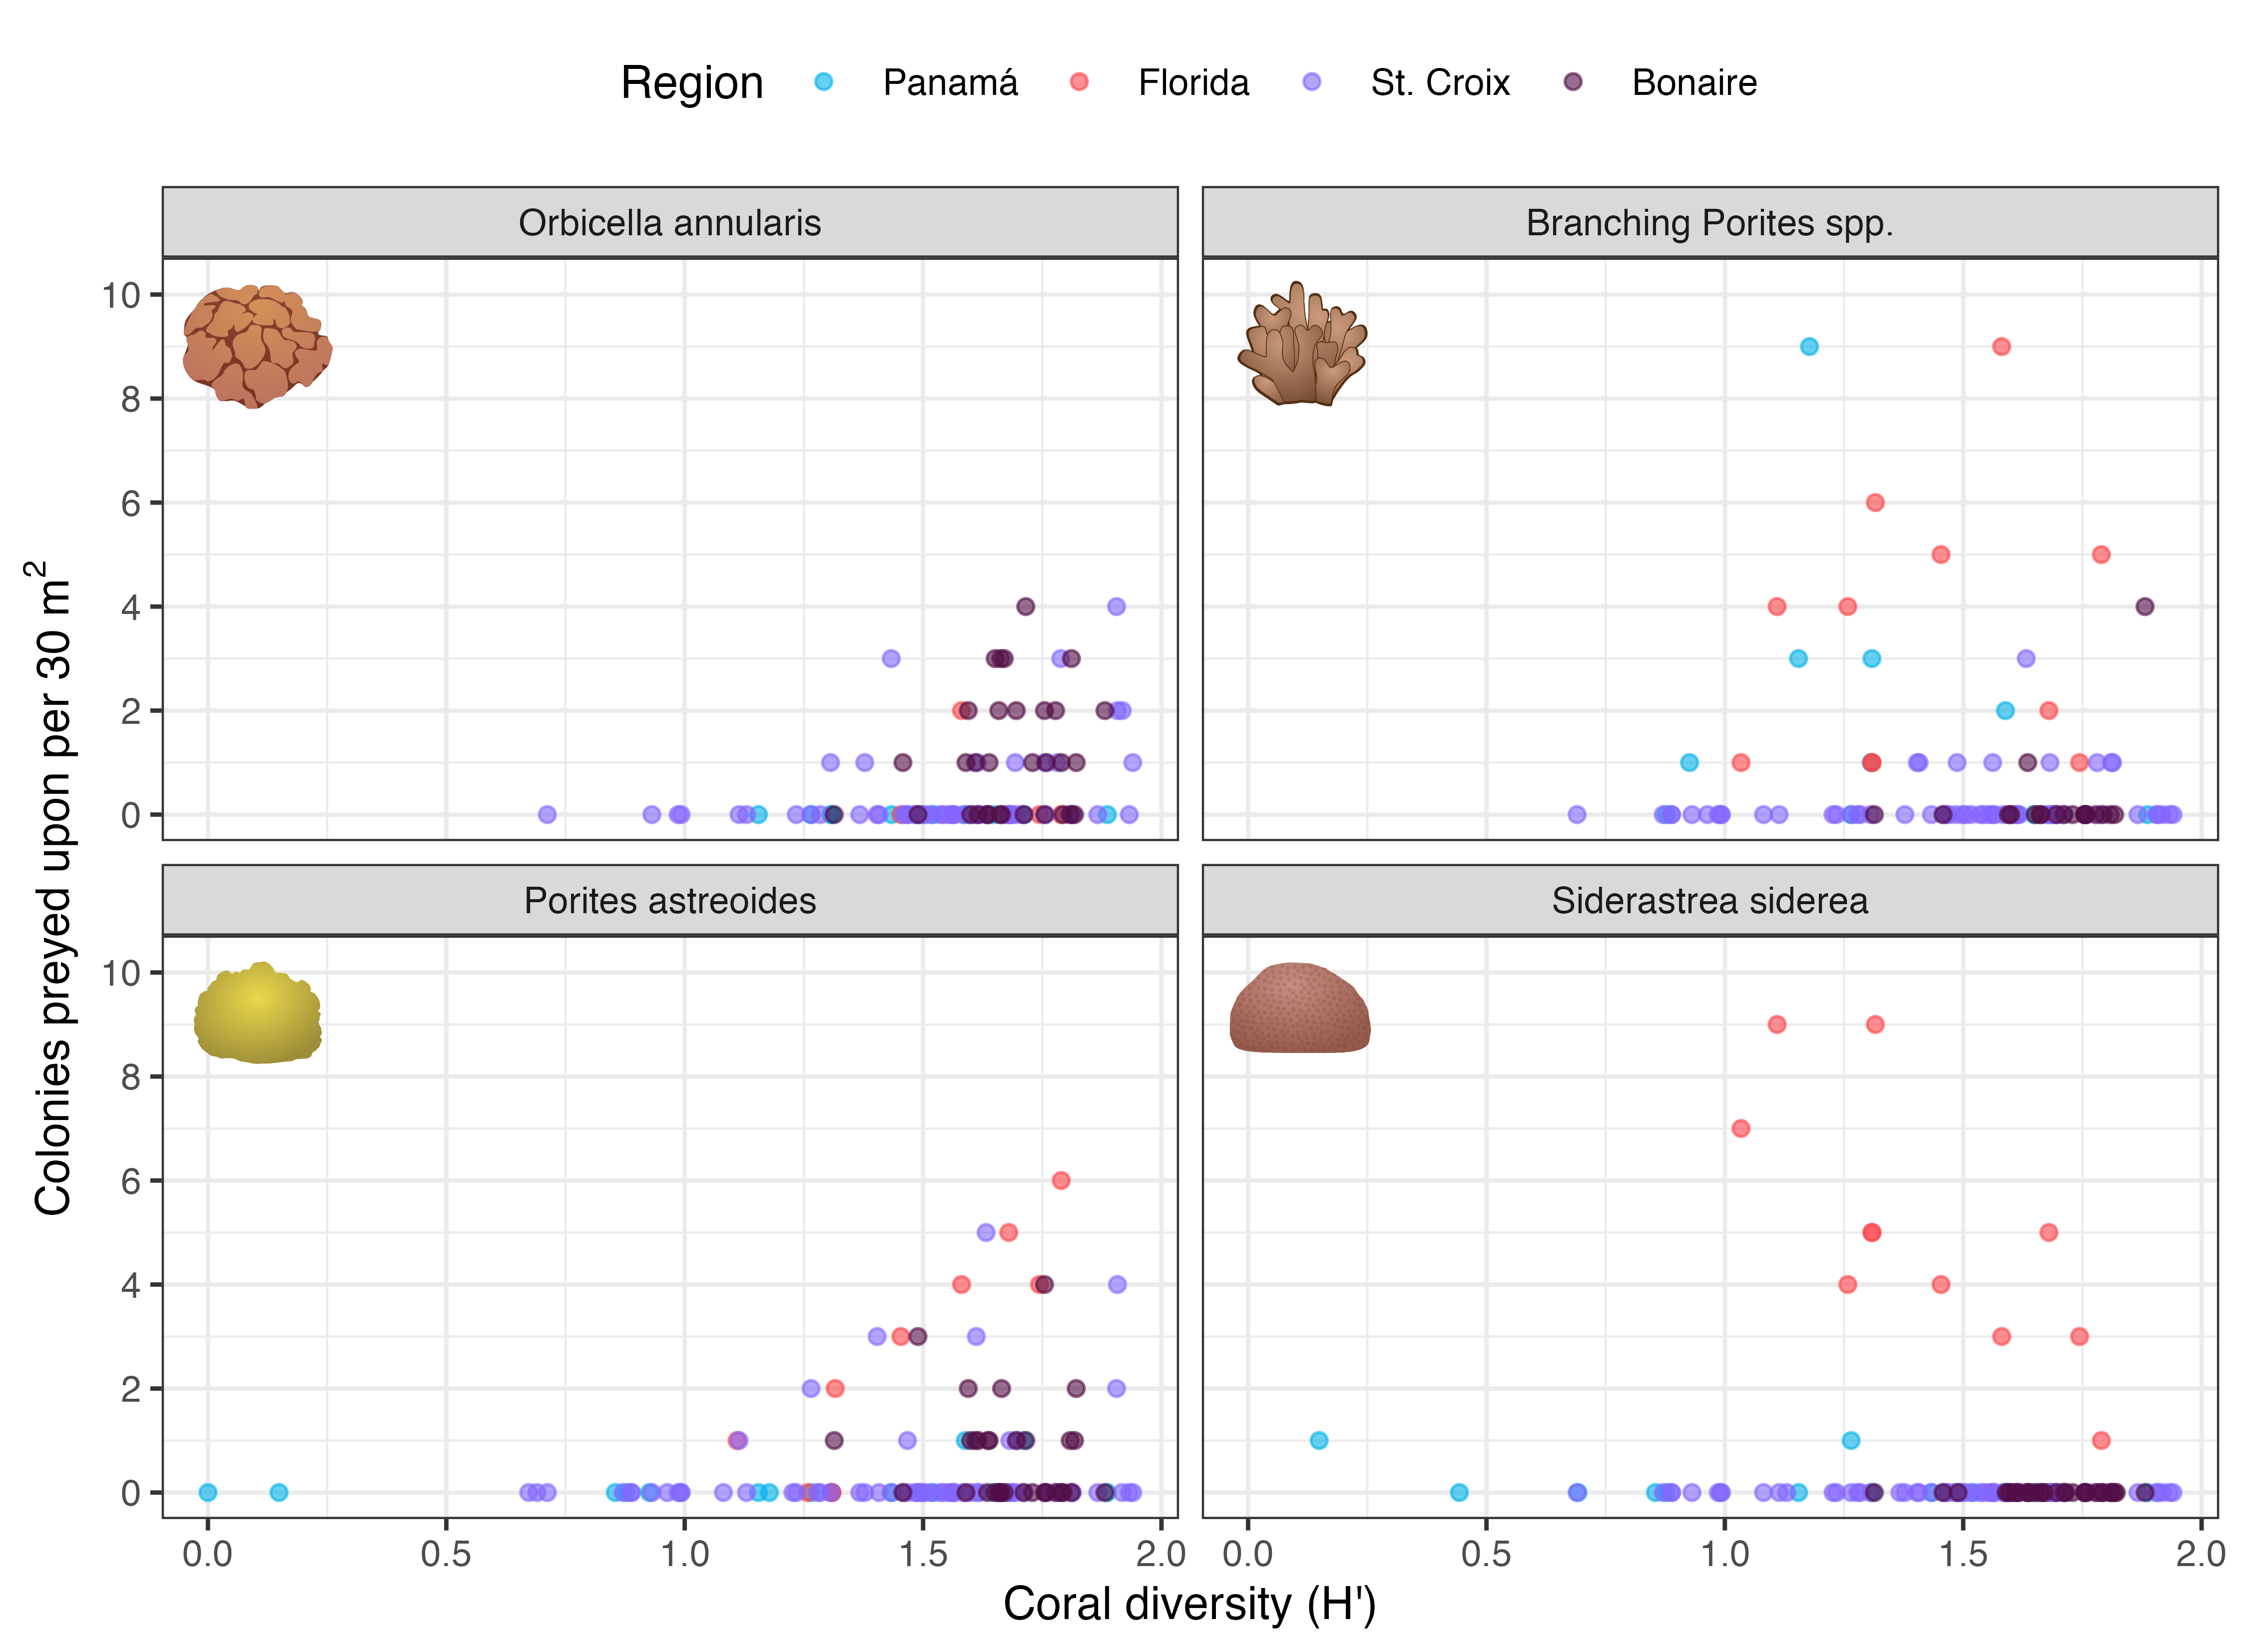 Region Panamá Florida St. Croix Bonaire
Orbicella annularis
Branching Porites spp.
10
8
6
4
2
0
Porites astreoides
Siderastrea siderea
10
8
6
4
2
0
0.0 0.5 1.0 1.5 2.0
0.0 0.5 1.0 1.5 2.0
Coral diversity (H')
Colonies preyed upon per 30 m²